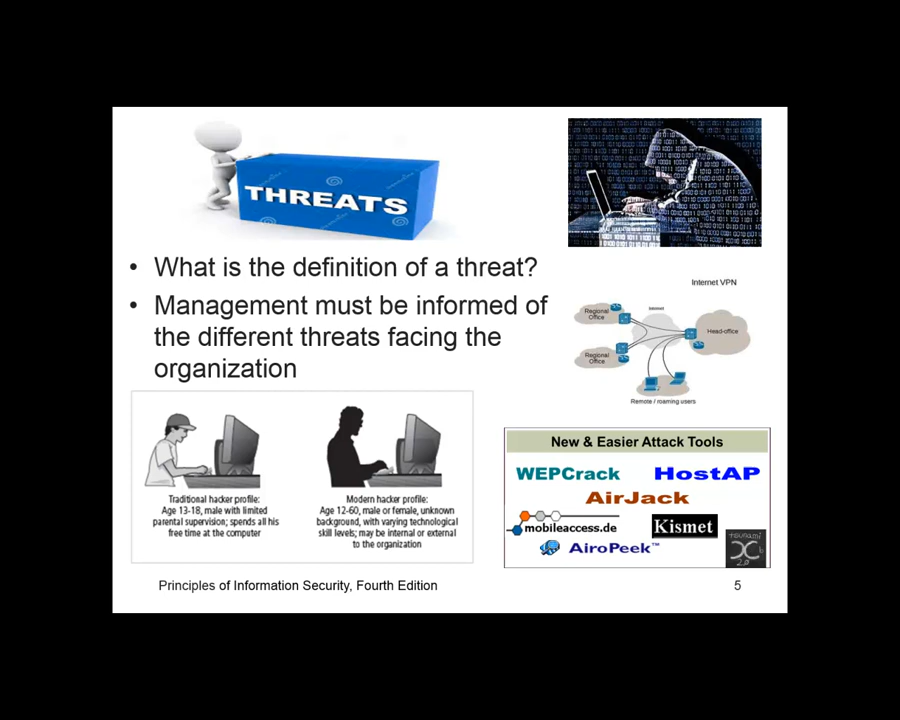 THREATS
• What is the definition of a threat?
• Management must be informed of
the different threats facing the
organization
Internet VPN
Internet
Regional
Office
Head-office
Regional
Office
Remote / roaming users
Traditional hacker profile:
Age 13-18, male with limited
parental supervision; spends all his
free time at the computer
Modern hacker profile:
Age 12-60, male or female, unknown
background, with varying technological
skill levels; may be internal or external
to the organization
New & Easier Attack Tools
WEPCrack
HostAP
AirJack
mobileaccess.de
Kismet
AiroPeek™
Principles of Information Security, Fourth Edition
5